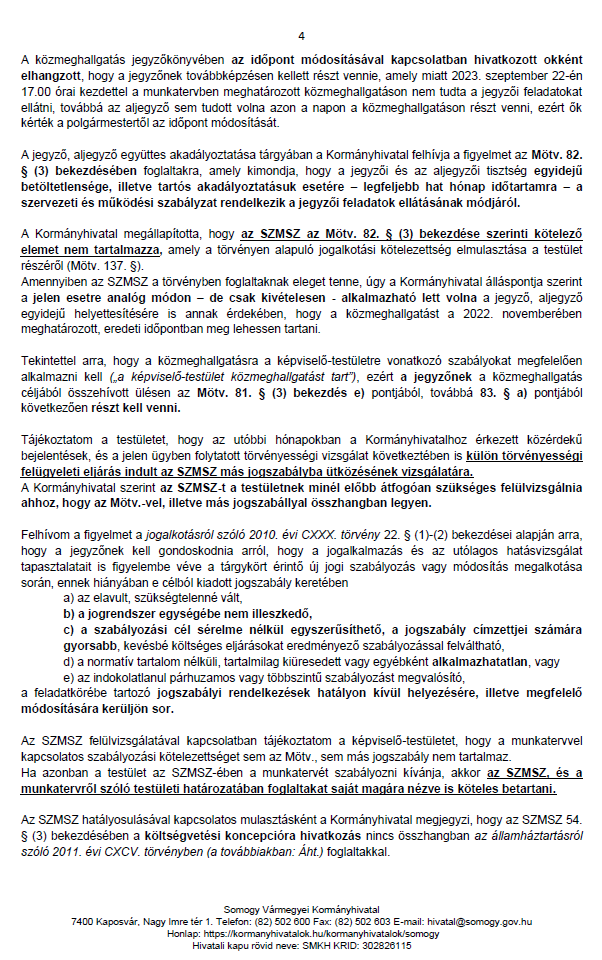 4
A közmeghallgatás jegyzőkönyvében az időpont módosításával kapcsolatban hivatkozott okként
elhangzott, hogy a jegyzőnek továbbképzésen kellett részt vennie, amely miatt 2023. szeptember 22-én
17.00 órai kezdettel a munkatervben meghatározott közmeghallgatáson nem tudta a jegyzői feladatokat
ellátni, továbbá az aljegyző sem tudott volna azon a napon a közmeghallgatáson részt venni, ezért ők
kérték a polgármestertől az időpont módosítását.
A jegyző, aljegyző együttes akadályoztatása tárgyában a Kormányhivatal felhívja a figyelmet az Mötv. 82.
§ (3) bekezdésében foglaltakra, amely kimondja, hogy a jegyzői és az aljegyzői tisztség egyidejű
betöltetlensége, illetve tartós akadályoztatásuk esetére – legfeljebb hat hónap időtartamra – a
szervezeti és működési szabályzat rendelkezik a jegyzői feladatok ellátásának módjáról.
A Kormányhivatal megállapította, hogy az SZMSZ az Mötv. 82. § (3) bekezdése szerinti kötelező
elemet nem tartalmazza, amely a törvényen alapuló jogalkotási kötelezettség elmulasztása a testület
részéről (Mötv. 137. §).
Amennyiben az SZMSZ a törvényben foglaltaknak eleget tenne, úgy a Kormányhivatal álláspontja szerint
a jelen esetre analóg módon – de csak kivételesen - alkalmazható lett volna a jegyző, aljegyző
egyidejű helyettesítésére is annak érdekében, hogy a közmeghallgatást a 2022. novemberében
meghatározott, eredeti időpontban meg lehessen tartani.
Tekintettel arra, hogy a közmeghallgatásra a képviselő-testületre vonatkozó szabályokat megfelelően
alkalmazni kell („a képviselő-testület közmeghallgatást tart”), ezért a jegyzőnek a közmeghallgatás
céljából összehívott ülésen az Mötv. 81. § (3) bekezdés e) pontjából, továbbá 83. § a) pontjából
következően részt kell venni.
Tájékoztatom a testületet, hogy az utóbbi hónapokban a Kormányhivatalhoz érkezett közérdekű
bejelentések, és a jelen ügyben folytatott törvényességi vizsgálat következtében is külön törvényességi
felügyeleti eljárás indult az SZMSZ más jogszabályba ütközésének vizsgálatára.
A Kormányhivatal szerint az SZMSZ-t a testületnek minél előbb átfogóan szükséges felülvizsgálnia
ahhoz, hogy az Mötv.-vel, illetve más jogszabállyal összhangban legyen.
Felhívom a figyelmet a jogalkotásról szóló 2010. évi CXXX. törvény 22. § (1)-(2) bekezdései alapján arra,
hogy a jegyzőnek kell gondoskodnia arról, hogy a jogalkalmazás és az utólagos hatásvizsgálat
tapasztalatait is figyelembe véve a tárgykört érintő új jogi szabályozás vagy módosítás megalkotása
során, ennek hiányában e célból kiadott jogszabály keretében
a) az elavult, szükségtelenné vált,
b) a jogrendszer egységébe nem illeszkedő,
c) a szabályozási cél sérelme nélkül egyszerűsíthető, a jogszabály címzettjei számára
gyorsabb, kevésbé költséges eljárásokat eredményező szabályozással felváltható,
d) a normatív tartalom nélküli, tartalmilag kiüresedett vagy egyébként alkalmazhatatlan, vagy
e) az indokolatlanul párhuzamos vagy többszintű szabályozást megvalósító,
a feladatkörébe tartozó jogszabályi rendelkezések hatályon kívül helyezésére, illetve megfelelő
módosítására kerüljön sor.
Az SZMSZ felülvizsgálatával kapcsolatban tájékoztatom a képviselő-testületet, hogy a munkatervvel
kapcsolatos szabályozási kötelezettséget sem az Mötv., sem más jogszabály nem tartalmaz.
Ha azonban a testület az SZMSZ-ében a munkatervét szabályozni kívánja, akkor az SZMSZ, és a
munkatervről szóló testületi határozatában foglaltakat saját magára nézve is köteles betartani.
Az SZMSZ hatályosulásával kapcsolatos mulasztásként a Kormányhivatal megjegyzi, hogy az SZMSZ 54.
§ (3) bekezdésében a költségvetési koncepcióra hivatkozás nincs összhangban az államháztartásról
szóló 2011. évi CXCV. törvényben (a továbbiakban: Áht.) foglaltakkal.
Somogy Vármegyei Kormányhivatal
7400 Kaposvár, Nagy Imre tér 1. Telefon: (82) 502 600 Fax: (82) 502 603 E-mail: hivatal@somogy.gov.hu
Honlap: https://kormanyhivatalok.hu/kormanyhivatalok/somogy
Hivatali kapu rövid neve: SMKH KRID: 302826115